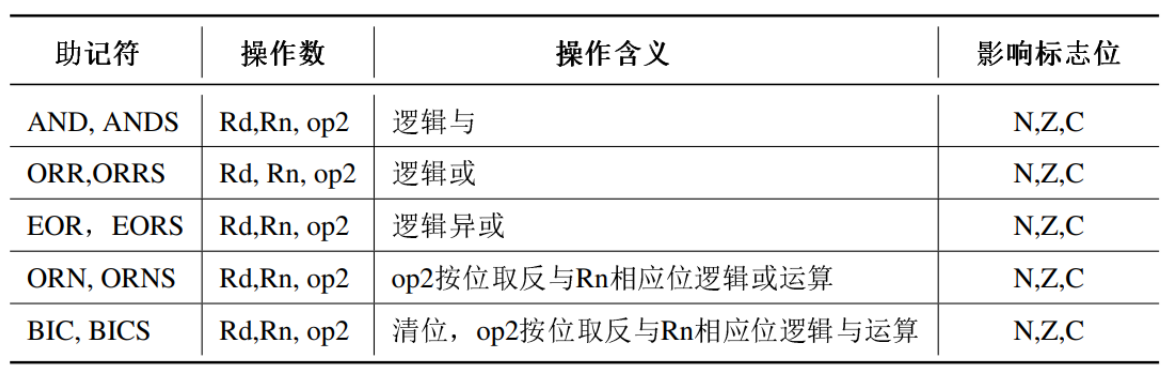 助记符 操作数 操作含义 影响标志位
AND, ANDS Rd,Rn, op2 逻辑与 N,Z,C
ORR,ORRS Rd, Rn, op2 逻辑或 N,Z,C
EOR，EORS Rd,Rn, op2 逻辑异或 N,Z,C
ORN, ORNS Rd,Rn, op2 op2按位取反与Rn相应位逻辑或运算 N,Z,C
BIC, BICS Rd,Rn, op2 清位，op2按位取反与Rn相应位逻辑与运算 N,Z,C